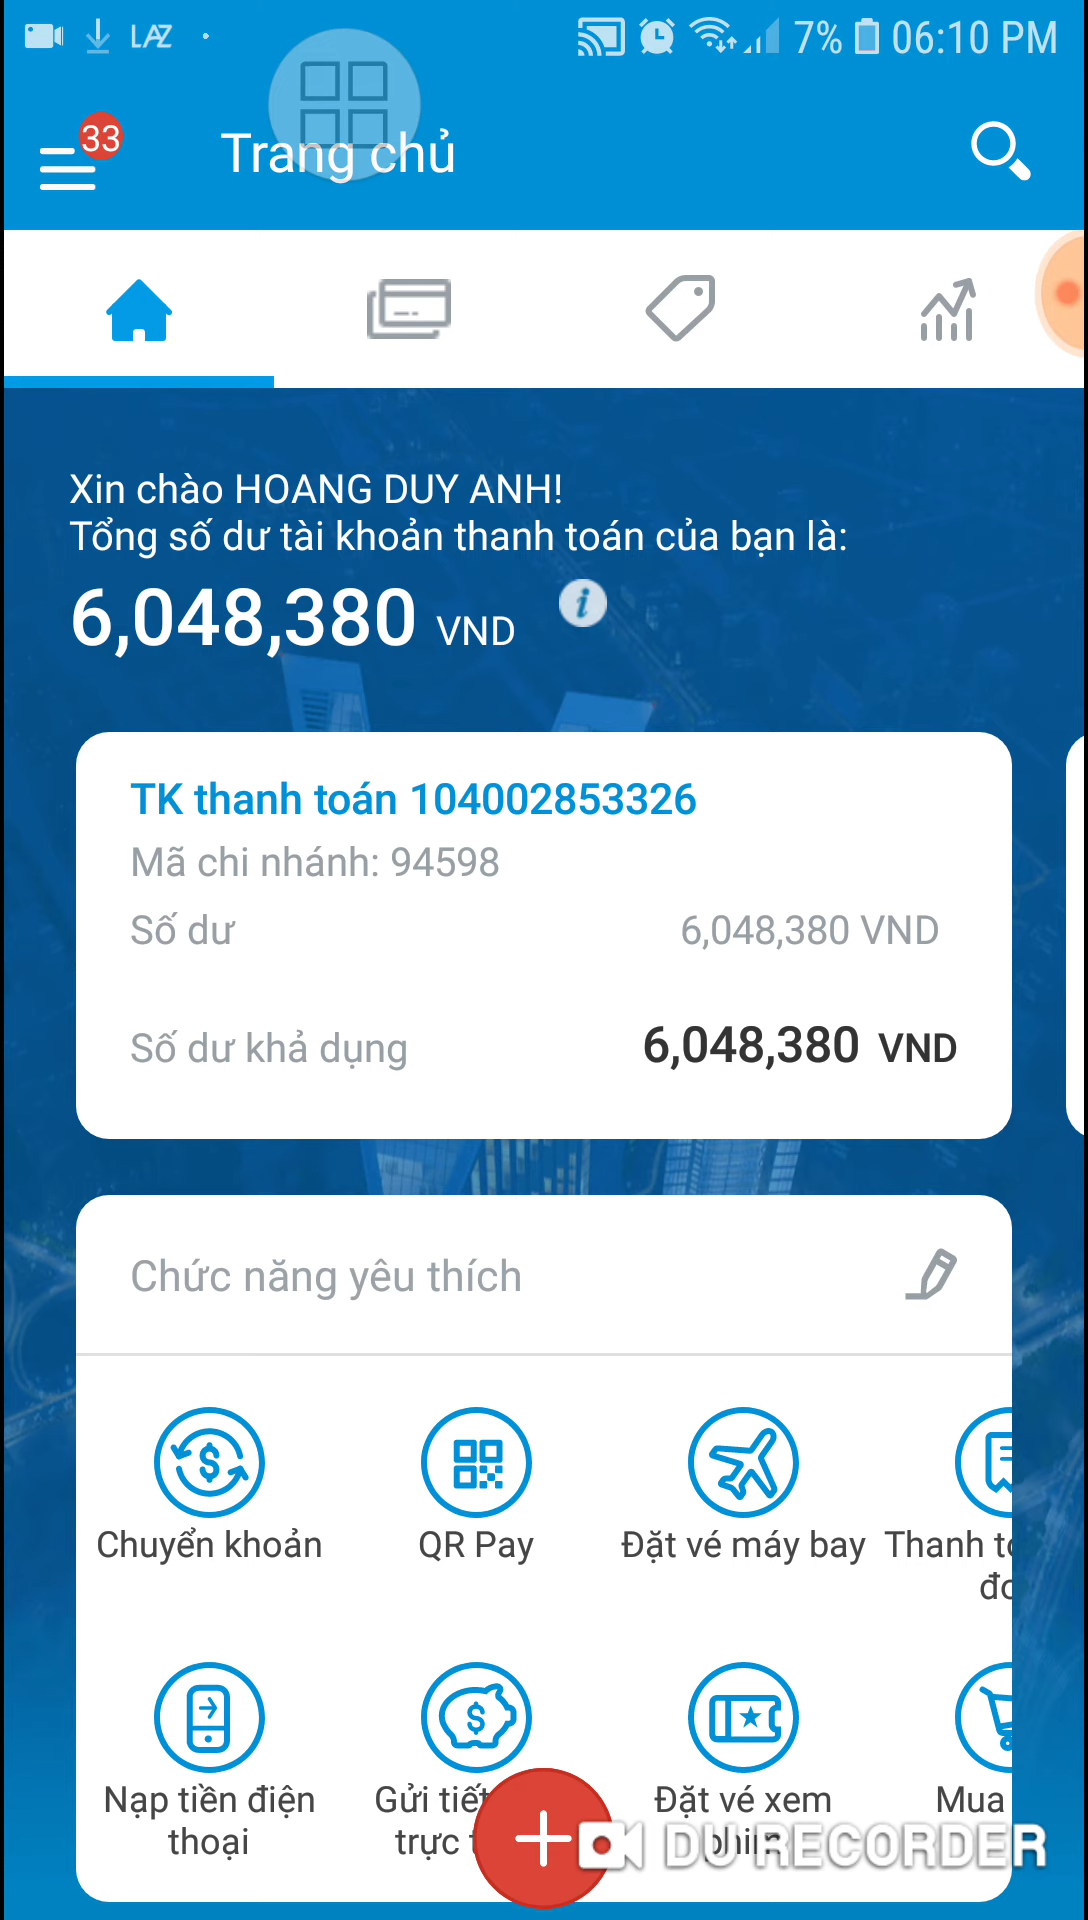 LAZ
7% 06:10 PM
33
Trang chủ
Xin chào HOANG DUY ANH!
Tổng số dư tài khoản thanh toán của bạn là:
6,048,380 VND
TK thanh toán 104002853326
Mã chi nhánh: 94598
Số dư 6,048,380 VND
Số dư khả dụng 6,048,380 VND
Chức năng yêu thích
Chuyển khoản QR Pay Đặt vé máy bay Thanh
Nạp tiền điện thoại
Gửi
trực
Đặt vé xem phim
Mua
DU RECORDER